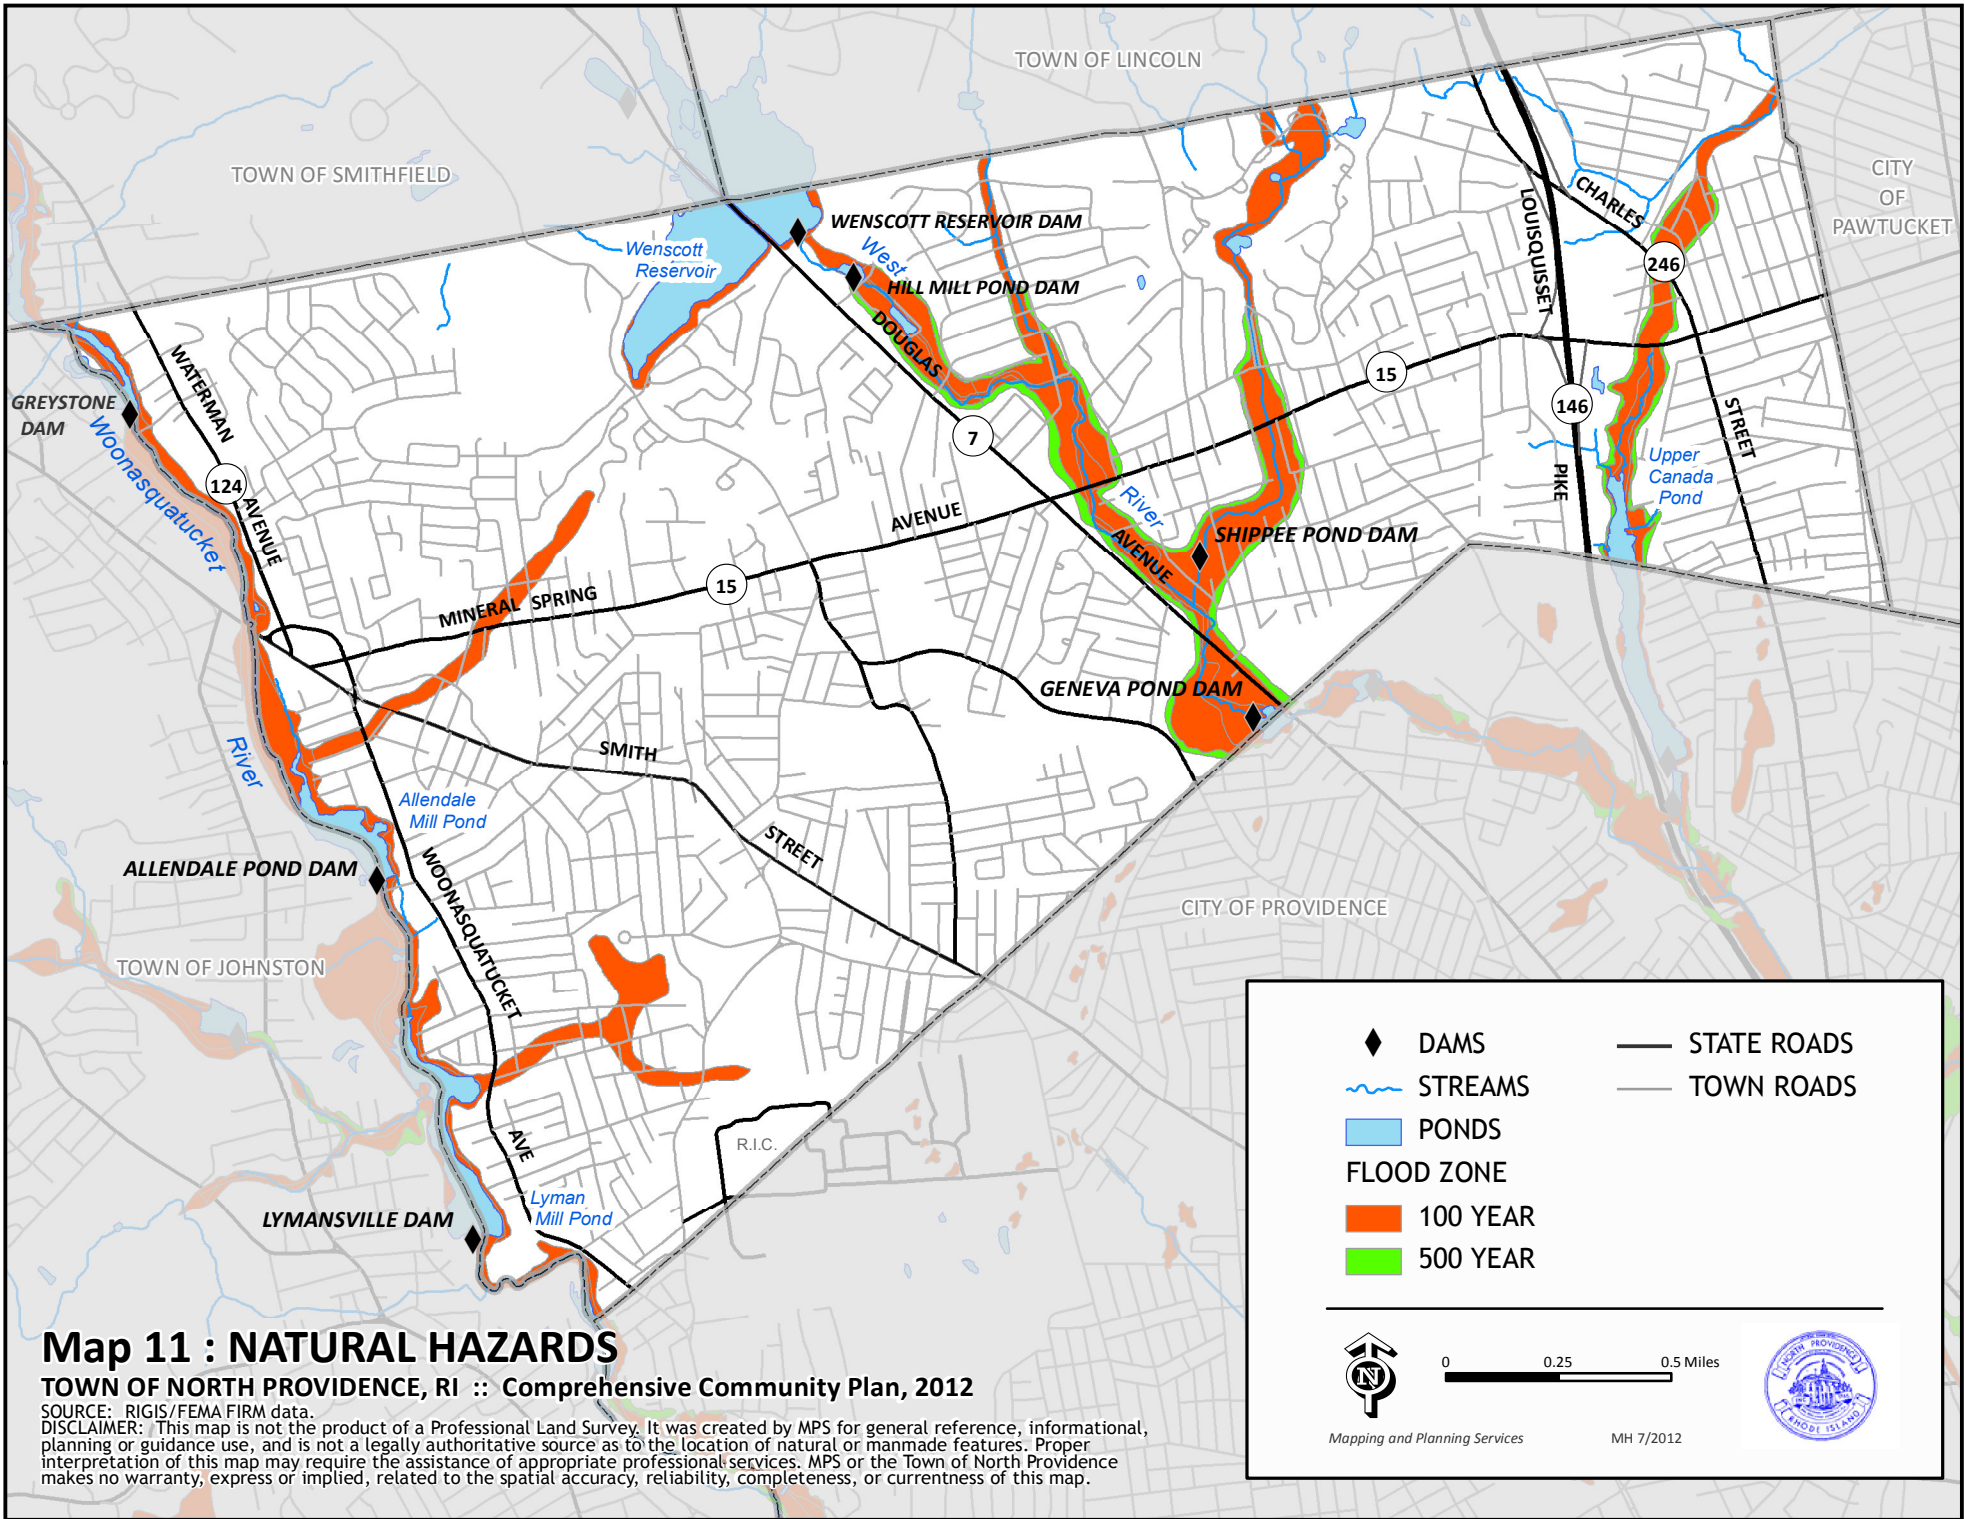 TOWN OF LINCOLN
TOWN OF SMITHFIELD
CITY
OF
PAWTUCKET
WENSCOTT RESERVOIR DAM
Wenscott
Reservoir
West
HILL MILL POND DAM
LOUISQUISSET
CHARLES
246
DOUGLAS
WATERMAN
GREYSTONE
DAM
Woonasquatucket
124
AVENUE
7
15
146
STREET
Upper
Canada
Pond
PIKE
River
AVENUE
AVENUE
SHIPPEE POND DAM
MINERAL SPRING
15
GENEVA POND DAM
SMITH
River
Allendale
Mill Pond
STREET
ALLENDALE POND DAM
WOONASQUATUCKET
CITY OF PROVIDENCE
TOWN OF JOHNSTON
R.I.C.
AVE
Lyman
Mill Pond
LYMANSVILLE DAM
DAMS
STREAMS
PONDS
FLOOD ZONE
100 YEAR
500 YEAR
STATE ROADS
TOWN ROADS
N
0 0.25 0.5 Miles
Mapping and Planning Services
MH 7/2012
NORTH PROVIDENCE
RHODE ISLAND
Map 11 : NATURAL HAZARDS
TOWN OF NORTH PROVIDENCE, RI :: Comprehensive Community Plan, 2012
SOURCE: RIGIS/FEMA FIRM data.
DISCLAIMER: This map is not the product of a Professional Land Survey. It was created by MPS for general reference, informational,
planning or guidance use, and is not a legally authoritative source as to the location of natural or manmade features. Proper
interpretation of this map may require the assistance of appropriate professional services. MPS or the Town of North Providence
makes no warranty, express or implied, related to the spatial accuracy, reliability, completeness, or currentness of this map.